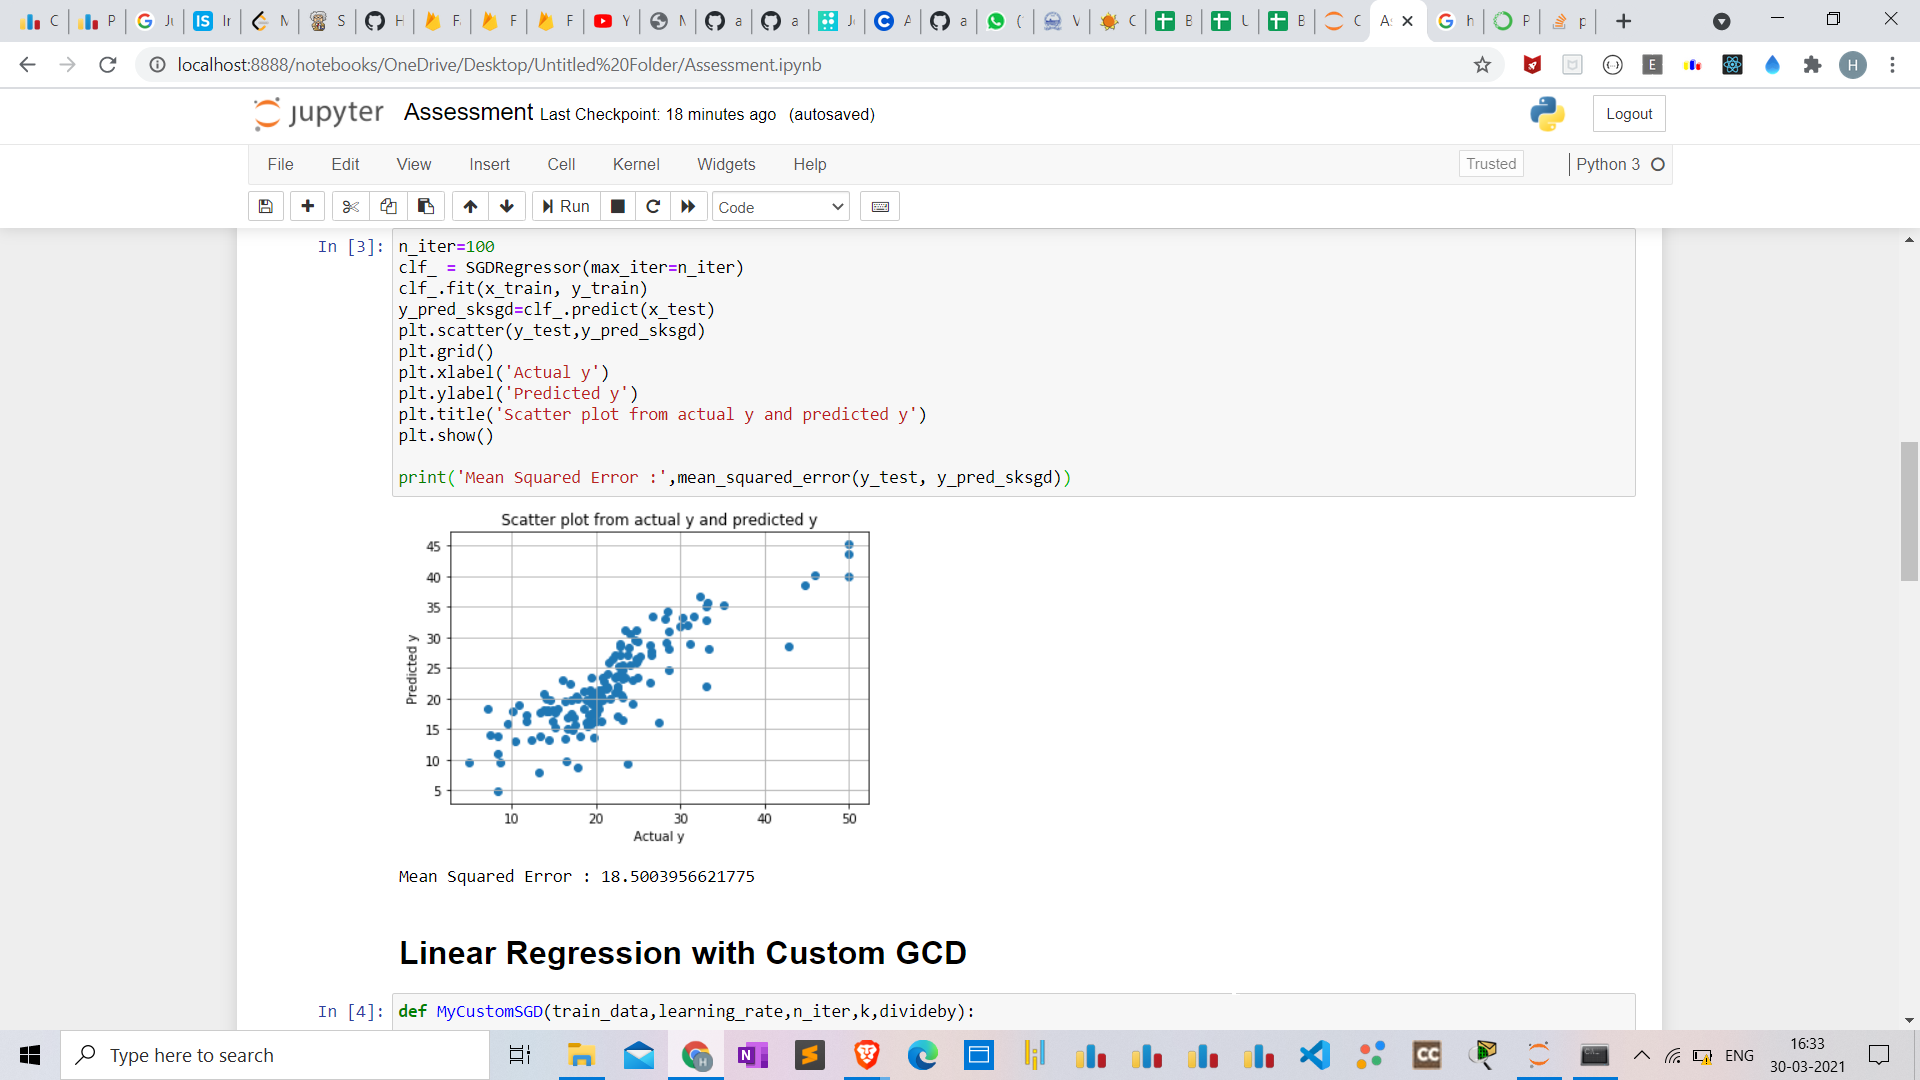 localhost:8888/notebooks/OneDrive/Desktop/Untitled%20Folder/Assessment.ipynb
jupyter Assessment Last Checkpoint: 18 minutes ago (autosaved)
Logout
File Edit View Insert Cell Kernel Widgets Help
Trusted
Python 3
Run
Code
In [3]:
n_iter=100
clf_ = SGDRegressor(max_iter=n_iter)
clf_.fit(x_train, y_train)
y_pred_sksgd=clf_.predict(x_test)
plt.scatter(y_test,y_pred_sksgd)
plt.grid()
plt.xlabel('Actual y')
plt.ylabel('Predicted y')
plt.title('Scatter plot from actual y and predicted y')
plt.show()
print('Mean Squared Error :',mean_squared_error(y_test, y_pred_sksgd))
Scatter plot from actual y and predicted y
45
40
35
30
25
20
15
10
5
Predicted y
10 20 30 40 50
Actual y
Mean Squared Error : 18.5003956621775
Linear Regression with Custom GCD
In [4]:
def MyCustomSGD(train_data,learning_rate,n_iter,k,divideby):
Type here to search
ENG
16:33
30-03-2021